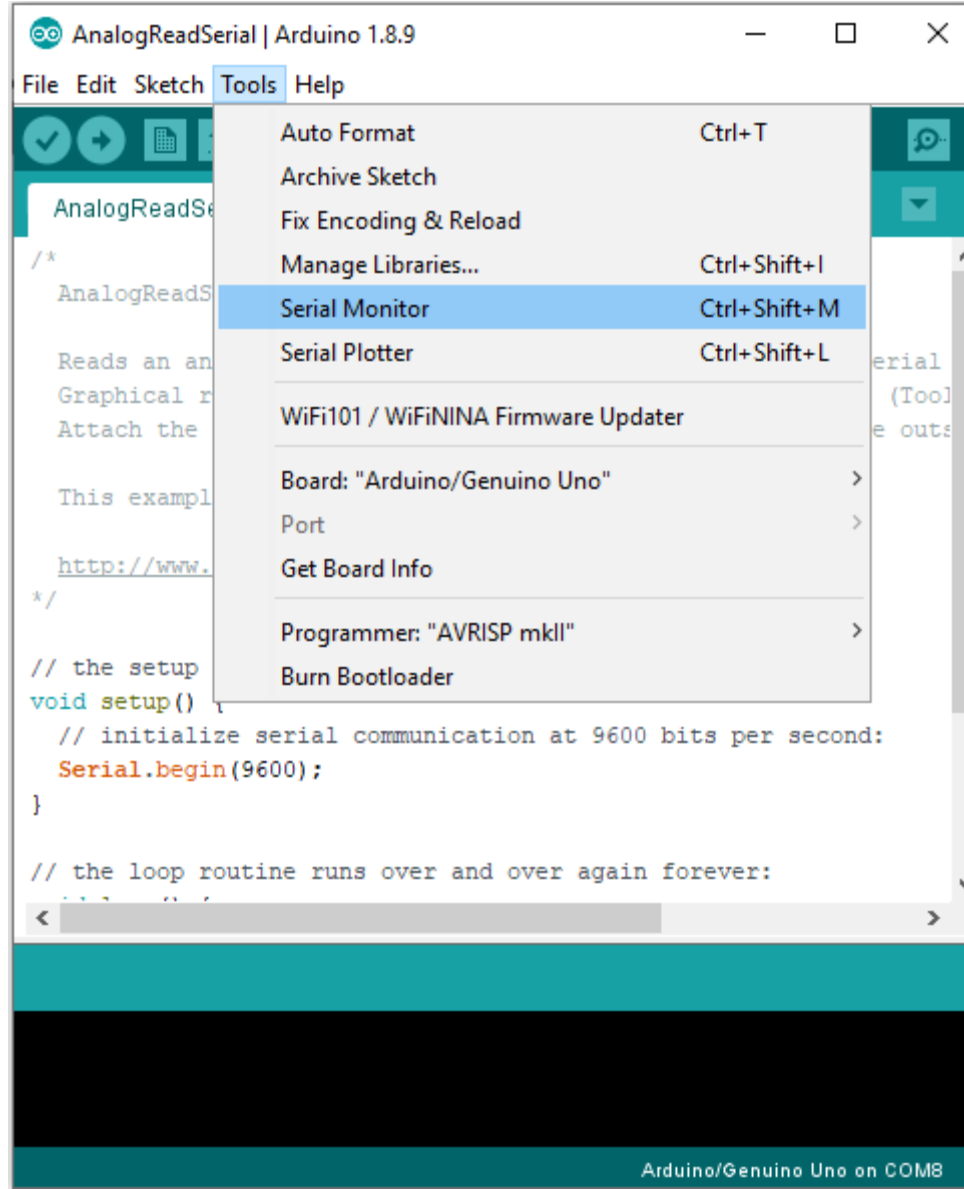 AnalogReadSerial | Arduino 1.8.9
File Edit Sketch Tools Help
Auto Format Ctrl+T
Archive Sketch
AnalogReadSe
Fix Encoding & Reload
/*
Manage Libraries... Ctrl+Shift+I
AnalogReadS
Serial Monitor Ctrl+Shift+M
Serial Plotter Ctrl+Shift+L
Reads an an erial
Graphical r (Tool
WiFi101 / WiFiNINA Firmware Updater
Attach the e outs
Board: "Arduino/Genuino Uno"
This exampl
Port
http://www.
Get Board Info
*/
Programmer: "AVRISP mkII"
// the setup
Burn Bootloader
void setup() {
// initialize serial communication at 9600 bits per second:
Serial.begin(9600);
}
// the loop routine runs over and over again forever:
Arduino/Genuino Uno on COM8